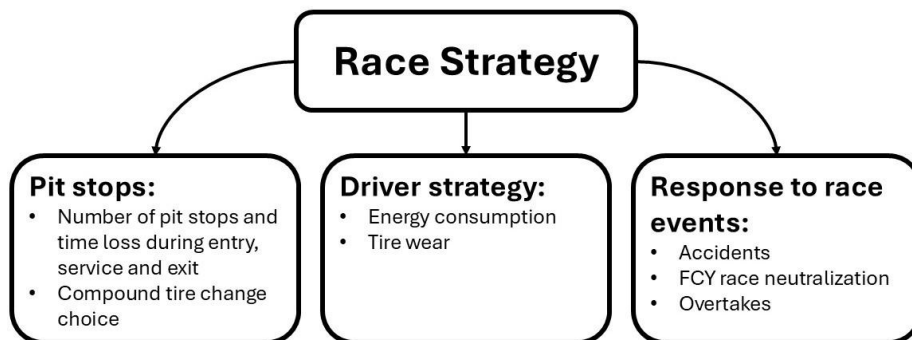 Race Strategy
Pit stops:
• Number of pit stops and
time loss during entry,
service and exit
• Compound tire change
choice
Driver strategy:
• Energy consumption
• Tire wear
Response to race
events:
• Accidents
• FCY race neutralization
• Overtakes